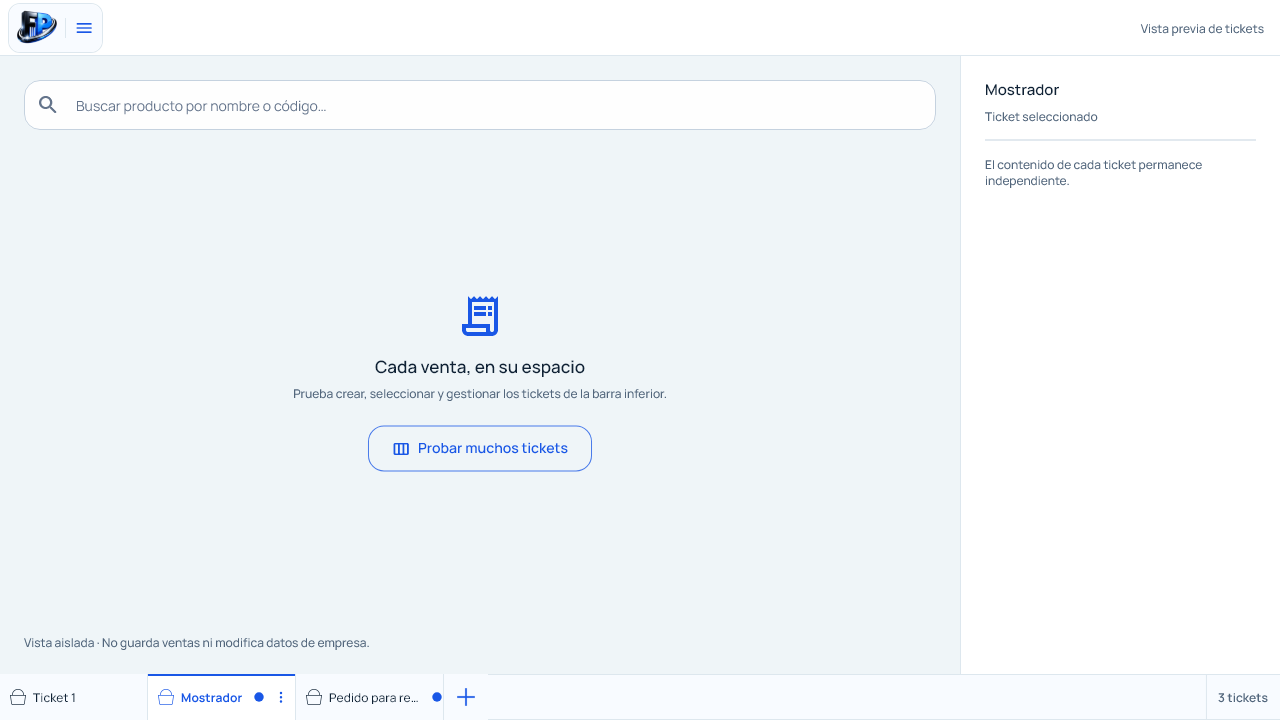 FP
Vista previa de tickets
Buscar producto por nombre o código...
Mostrador
Ticket seleccionado
El contenido de cada ticket permanece
independiente.
Cada venta, en su espacio
Prueba crear, seleccionar y gestionar los tickets de la barra inferior.
Probar muchos tickets
Vista aislada · No guarda ventas ni modifica datos de empresa.
Ticket 1
Mostrador
Pedido para re...
3 tickets